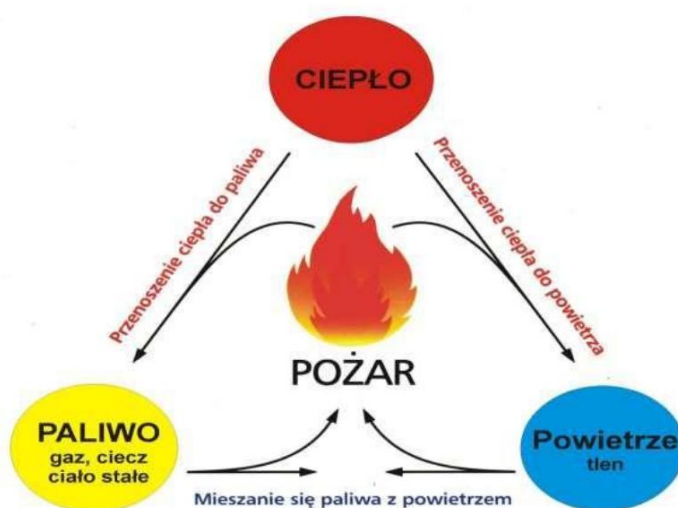 CIEPŁO
Przenoszenie ciepła do paliwa
Przenoszenie ciepła do powietrza
POŻAR
PALIWO
gaz, ciecz
ciało stałe
Powietrze
tlen
Mieszanie się paliwa z powietrzem